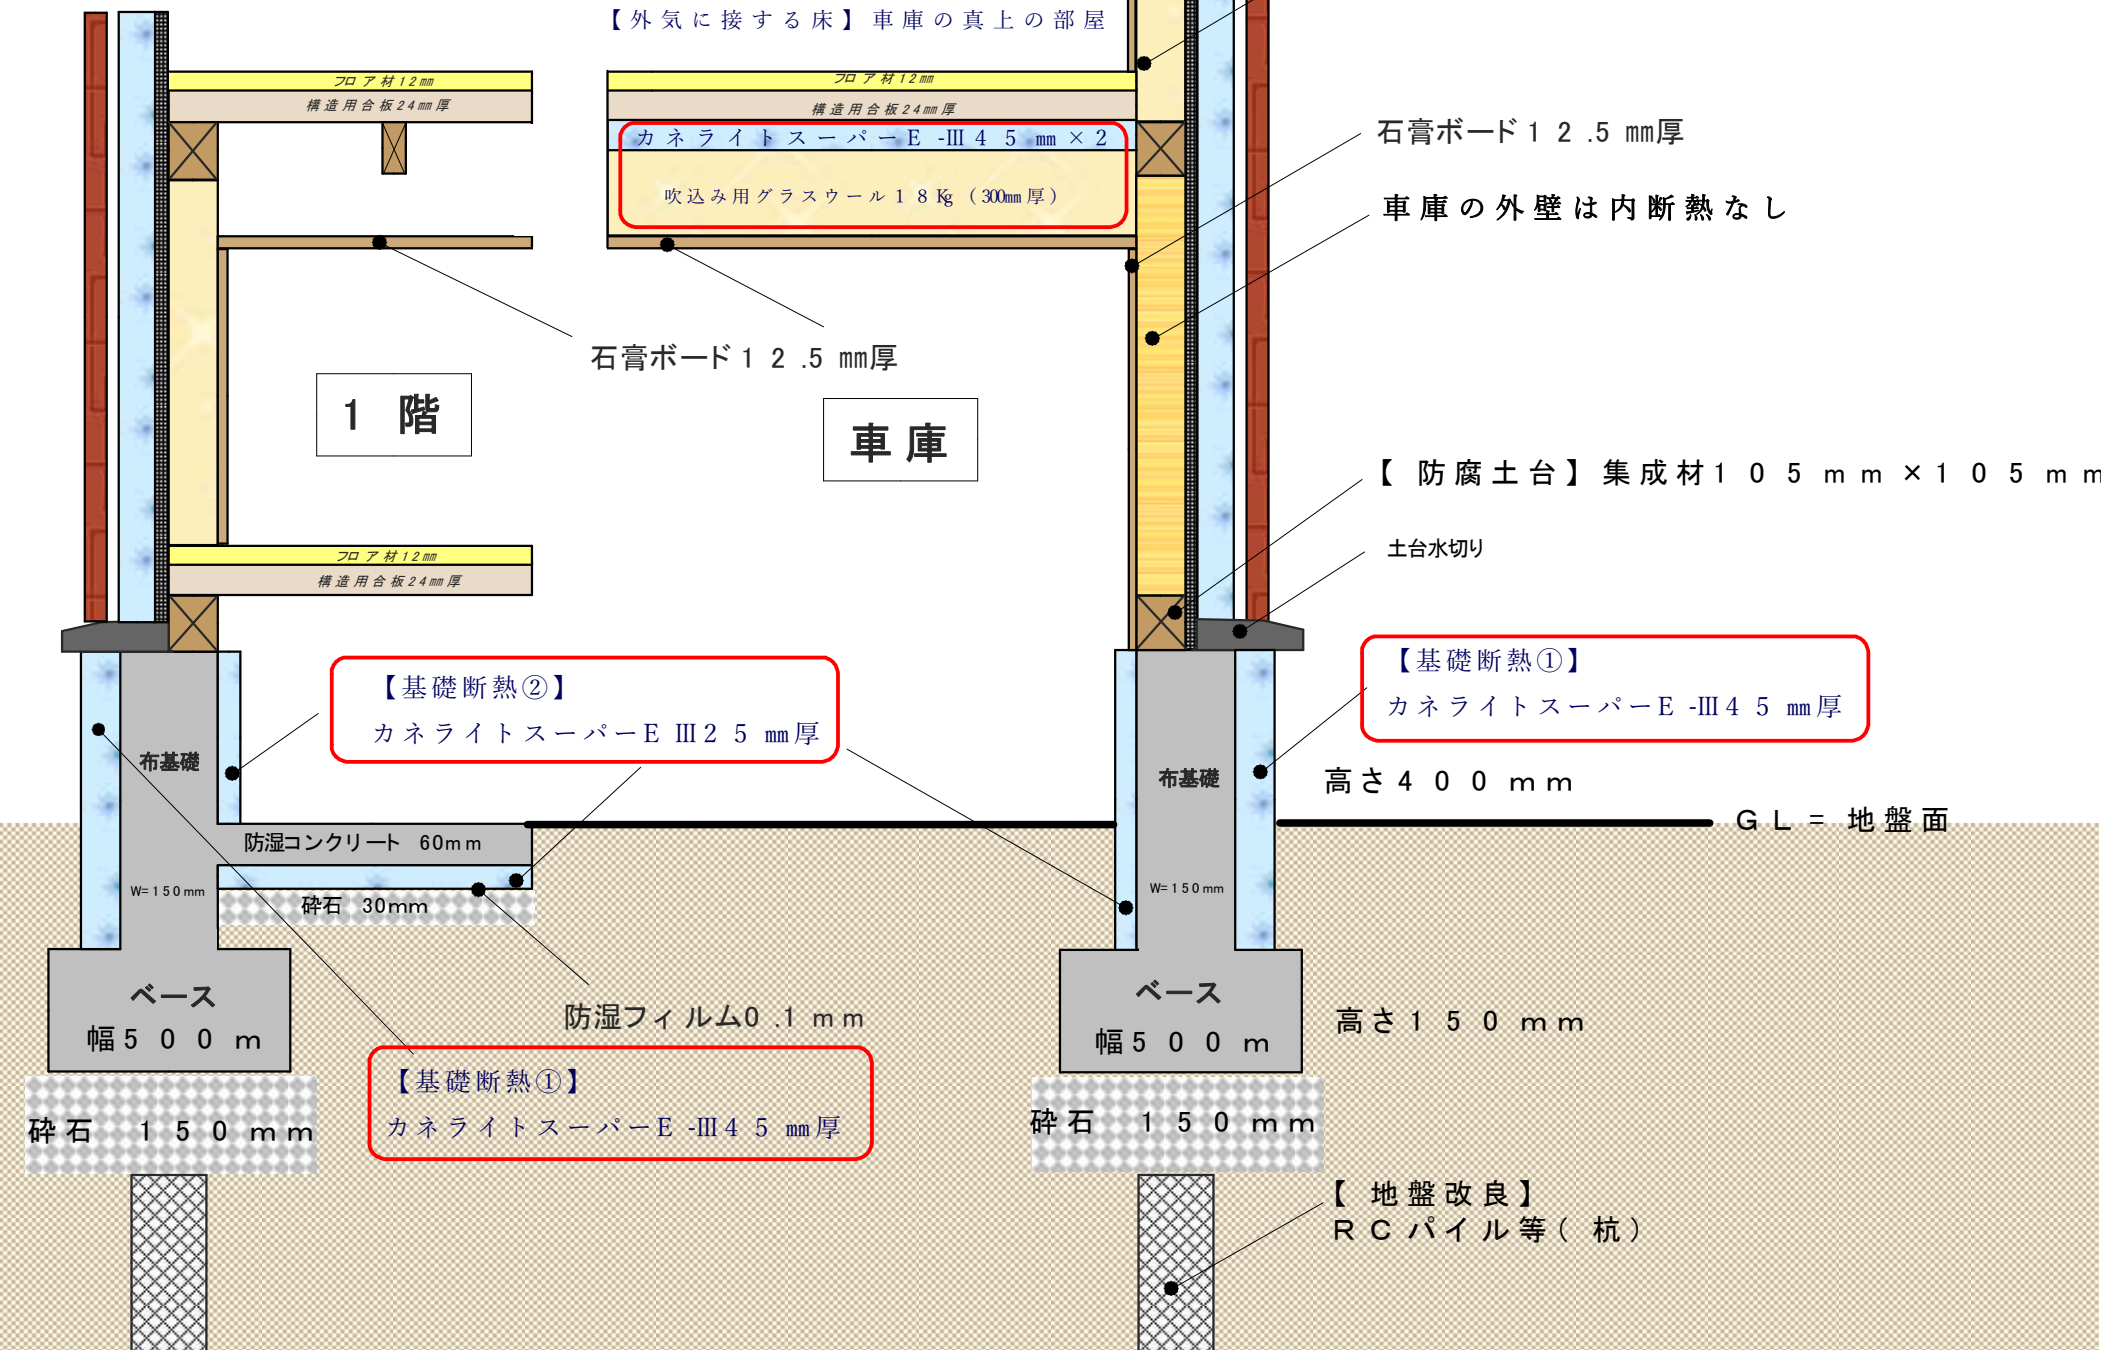 【外気に接する床】車庫の真上の部屋
フロア材12㎜
構造用合板24㎜厚
フロア材12㎜
構造用合板24㎜厚
カネライトスーパーE-Ⅲ45㎜×2
吹込み用グラスウール18㎏(300㎜厚)
石膏ボード12.5㎜厚
車庫の外壁は内断熱なし
石膏ボード12.5㎜厚
1階
車庫
【防腐土台】集成材105mm×105mm
土台水切り
フロア材12㎜
構造用合板24㎜厚
【基礎断熱①】
カネライトスーパーE-Ⅲ45㎜厚
【基礎断熱②】
カネライトスーパーEⅢ25㎜厚
布基礎
布基礎
高さ400mm
GL=地盤面
防湿コンクリート 60mm
W=150mm
W=150mm
砕石 30mm
ベース
幅500m
防湿フィルム0.1mm
ベース
幅500m
高さ150mm
【基礎断熱①】
カネライトスーパーE-Ⅲ45㎜厚
砕石 150mm
砕石 150mm
【地盤改良】
RCパイル等(杭)